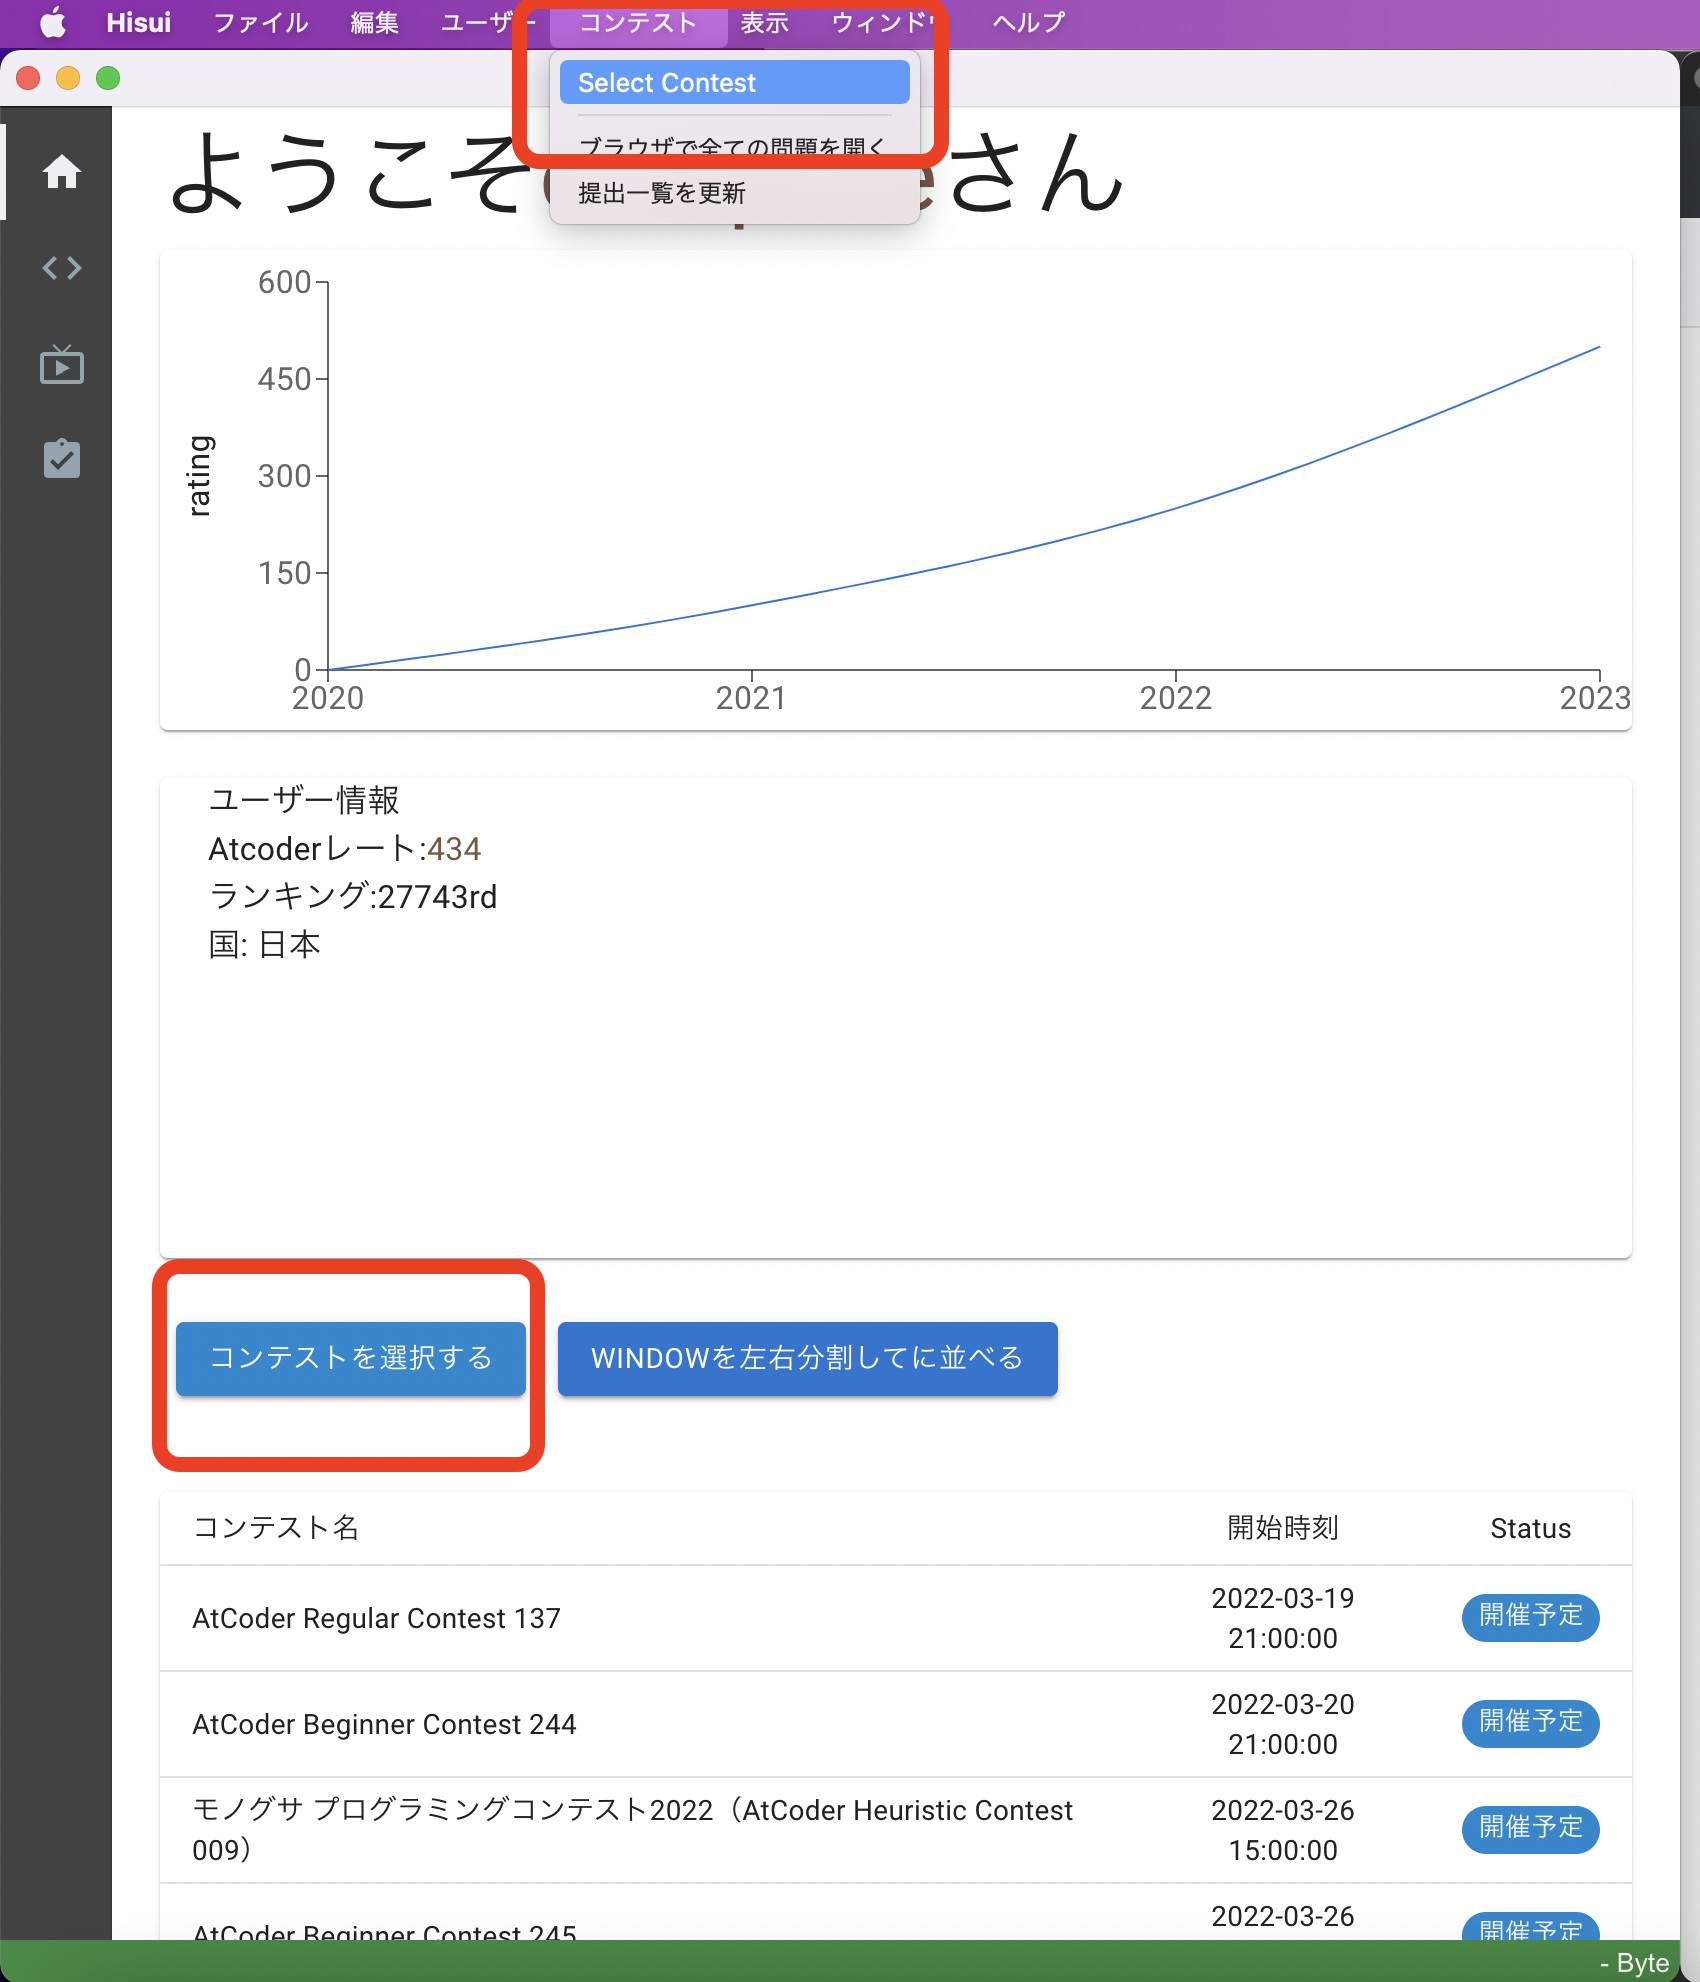 Hisui ファイル 編集 ユーザー コンテスト 表示 ウィンドウ ヘルプ
Select Contest
ブラウザで全ての問題を開く
提出一覧を更新
ようこそ さん
600
450
300
150
0
rating
2020 2021 2022 2023
ユーザー情報
Atcoderレート:434
ランキング:27743rd
国: 日本
コンテストを選択する WINDOWを左右分割してに並べる
コンテスト名 開始時刻 Status
AtCoder Regular Contest 137 2022-03-19 21:00:00 開催予定
AtCoder Beginner Contest 244 2022-03-20 21:00:00 開催予定
モノグサ プログラミングコンテスト2022（AtCoder Heuristic Contest
009） 2022-03-26 15:00:00 開催予定
AtCoder Beginner Contest 245 2022-03-26 開催予定
- Byte